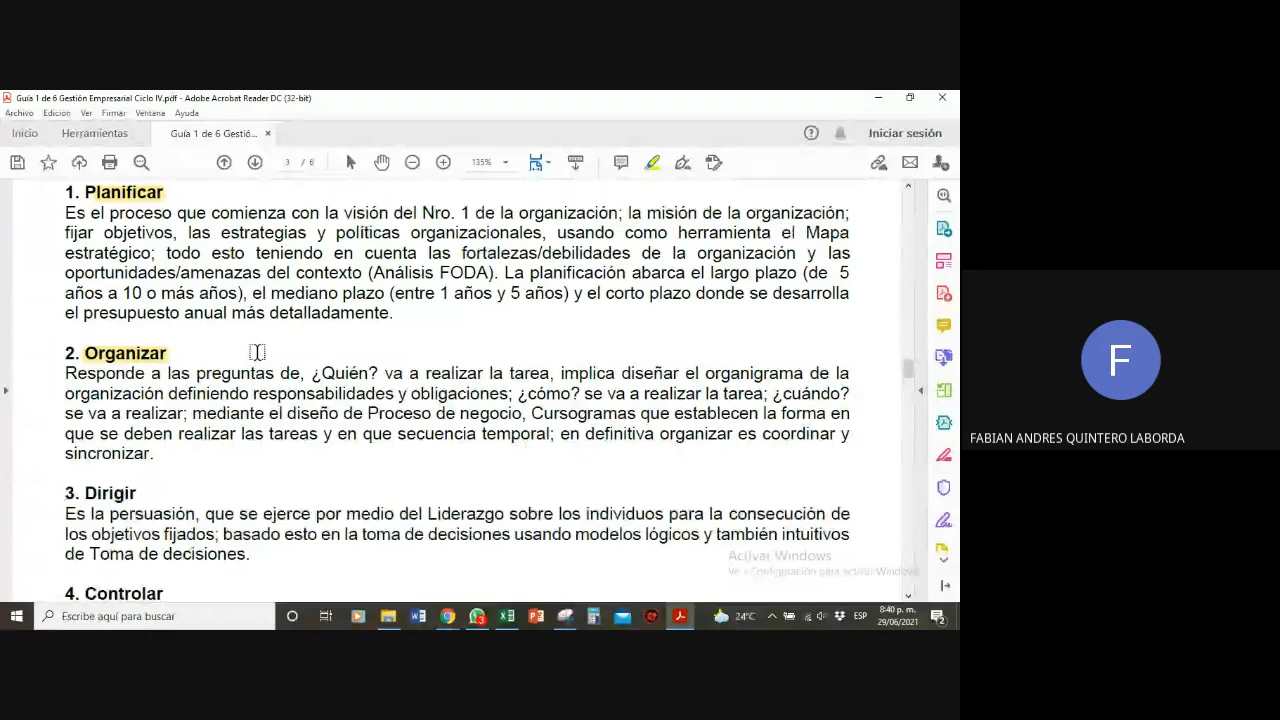 Guía 1 de 6 Gestión Empresarial Ciclo IV.pdf - Adobe Acrobat Reader DC (32-bit)
Archivo Edición Ver Firmar Ventana Ayuda
Inicio Herramientas Guía 1 de 6 Gestió... × Iniciar sesión
3 / 6 135%
1. Planificar
Es el proceso que comienza con la visión del Nro. 1 de la organización; la misión de la organización;
fijar objetivos, las estrategias y políticas organizacionales, usando como herramienta el Mapa
estratégico; todo esto teniendo en cuenta las fortalezas/debilidades de la organización y las
oportunidades/amenazas del contexto (Análisis FODA). La planificación abarca el largo plazo (de 5
años a 10 o más años), el mediano plazo (entre 1 años y 5 años) y el corto plazo donde se desarrolla
el presupuesto anual más detalladamente.
2. Organizar
Responde a las preguntas de, ¿Quién? va a realizar la tarea, implica diseñar el organigrama de la
organización definiendo responsabilidades y obligaciones; ¿cómo? se va a realizar la tarea; ¿cuándo?
se va a realizar; mediante el diseño de Proceso de negocio, Cursogramas que establecen la forma en
que se deben realizar las tareas y en que secuencia temporal; en definitiva organizar es coordinar y
sincronizar.
3. Dirigir
Es la persuasión, que se ejerce por medio del Liderazgo sobre los individuos para la consecución de
los objetivos fijados; basado esto en la toma de decisiones usando modelos lógicos y también intuitivos
de Toma de decisiones.
Activar Windows
Ve a Configuración para activar Windows
4. Controlar
Escribe aquí para buscar
24°C ESP 8:40 p. m.
29/06/2021
2
F
FABIAN ANDRES QUINTERO LABORDA